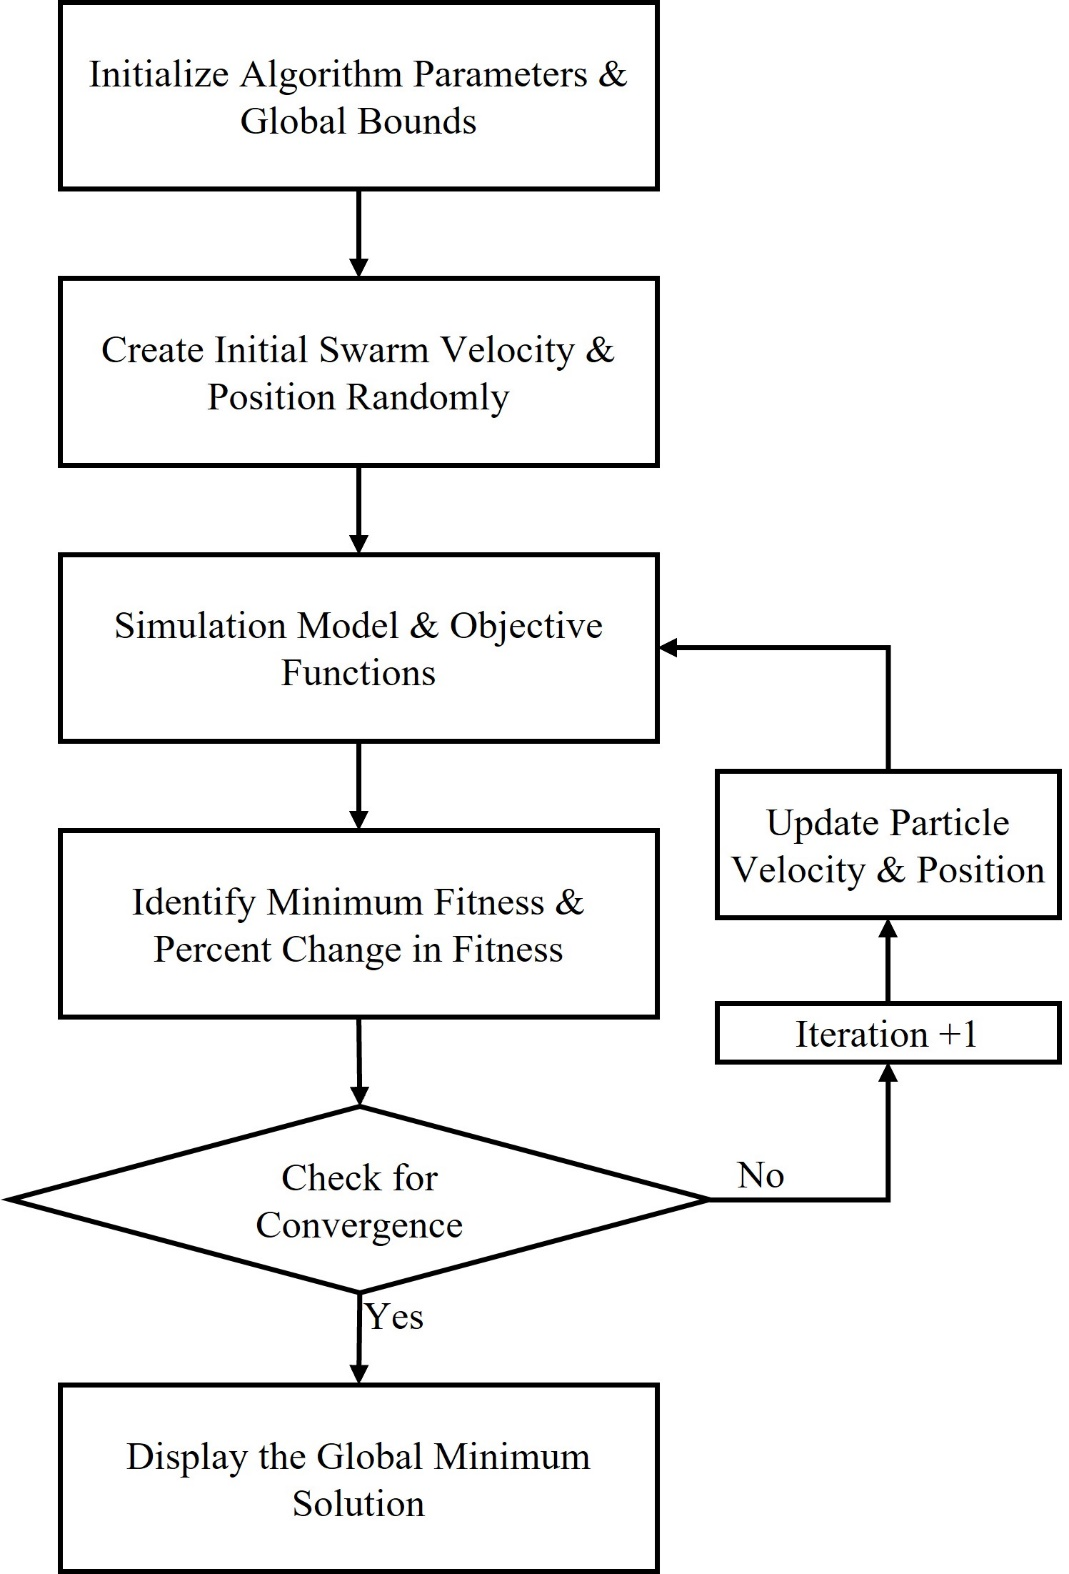 Initialize Algorithm Parameters &
Global Bounds
Create Initial Swarm Velocity &
Position Randomly
Simulation Model & Objective
Functions
Identify Minimum Fitness &
Percent Change in Fitness
Check for
Convergence
No
Iteration +1
Update Particle
Velocity & Position
Yes
Display the Global Minimum
Solution